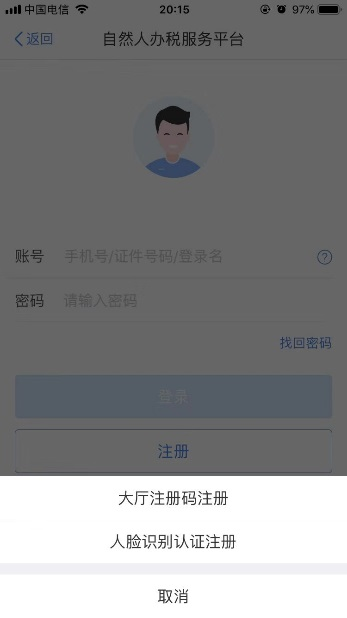 中国电信 20:15 97%
返回 自然人办税服务平台
账号 手机号/证件号码/登录名 ?
密码 请输入密码
找回密码
登录
注册
大厅注册码注册
人脸识别认证注册
取消